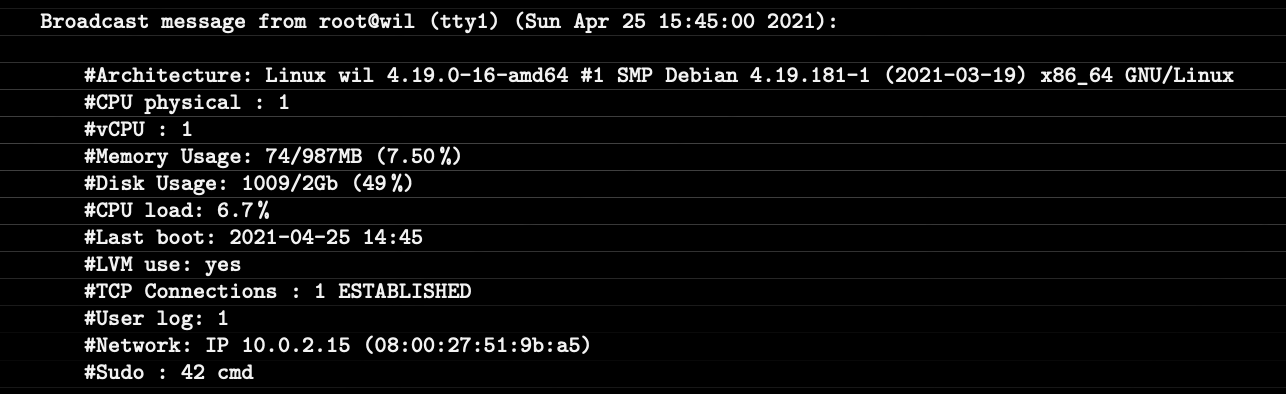 Broadcast message from root@wil (tty1) (Sun Apr 25 15:45:00 2021):
#Architecture: Linux wil 4.19.0-16-amd64 #1 SMP Debian 4.19.181-1 (2021-03-19) x86_64 GNU/Linux
#CPU physical : 1
#vCPU : 1
#Memory Usage: 74/987MB (7.50%)
#Disk Usage: 1009/2Gb (49%)
#CPU load: 6.7%
#Last boot: 2021-04-25 14:45
#LVM use: yes
#TCP Connections : 1 ESTABLISHED
#User log: 1
#Network: IP 10.0.2.15 (08:00:27:51:9b:a5)
#Sudo : 42 cmd